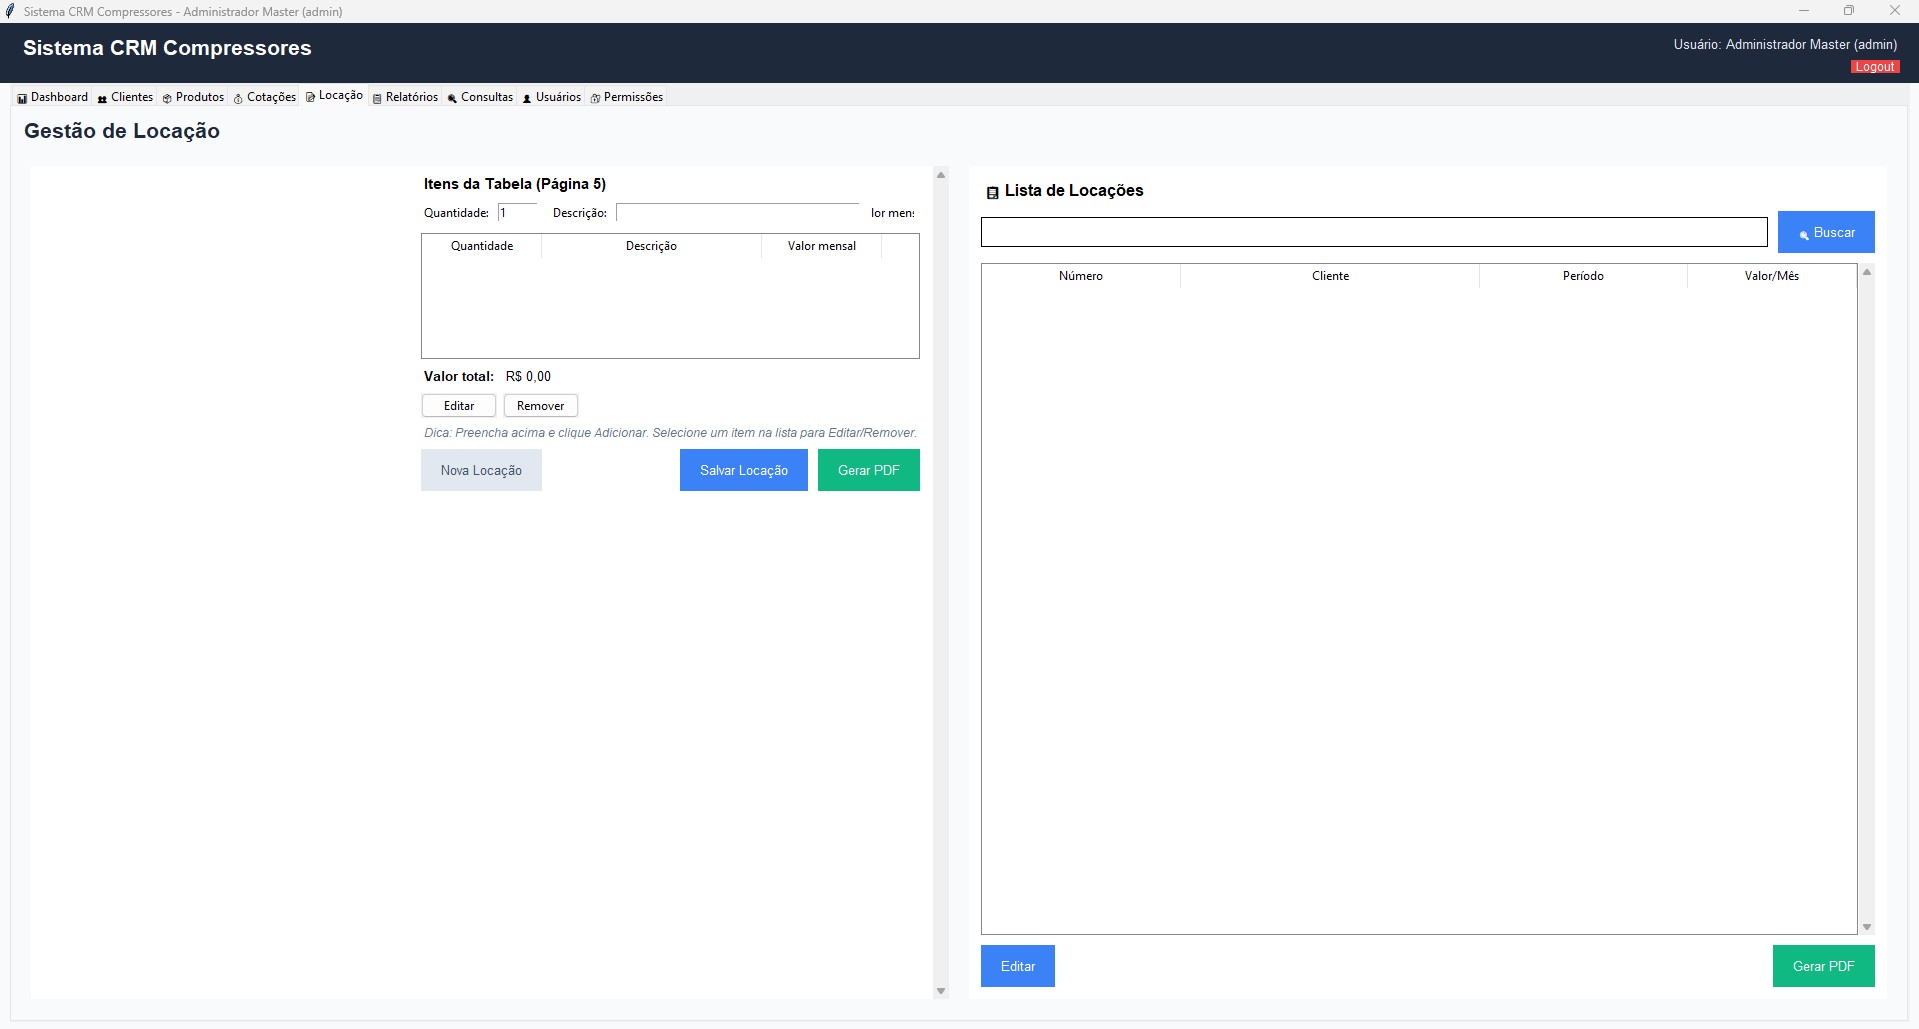 Sistema CRM Compressores - Administrador Master (admin)
Sistema CRM Compressores
Usuário: Administrador Master (admin)
Logout
Dashboard Clientes Produtos Cotações Locação Relatórios Consultas Usuários Permissões
Gestão de Locação
Itens da Tabela (Página 5)
Quantidade: 1 Descrição: lor mens
Quantidade Descrição Valor mensal
Valor total: R$ 0,00
Editar Remover
Dica: Preencha acima e clique Adicionar. Selecione um item na lista para Editar/Remover.
Nova Locação Salvar Locação Gerar PDF
Lista de Locações
Buscar
Número Cliente Período Valor/Mês
Editar Gerar PDF